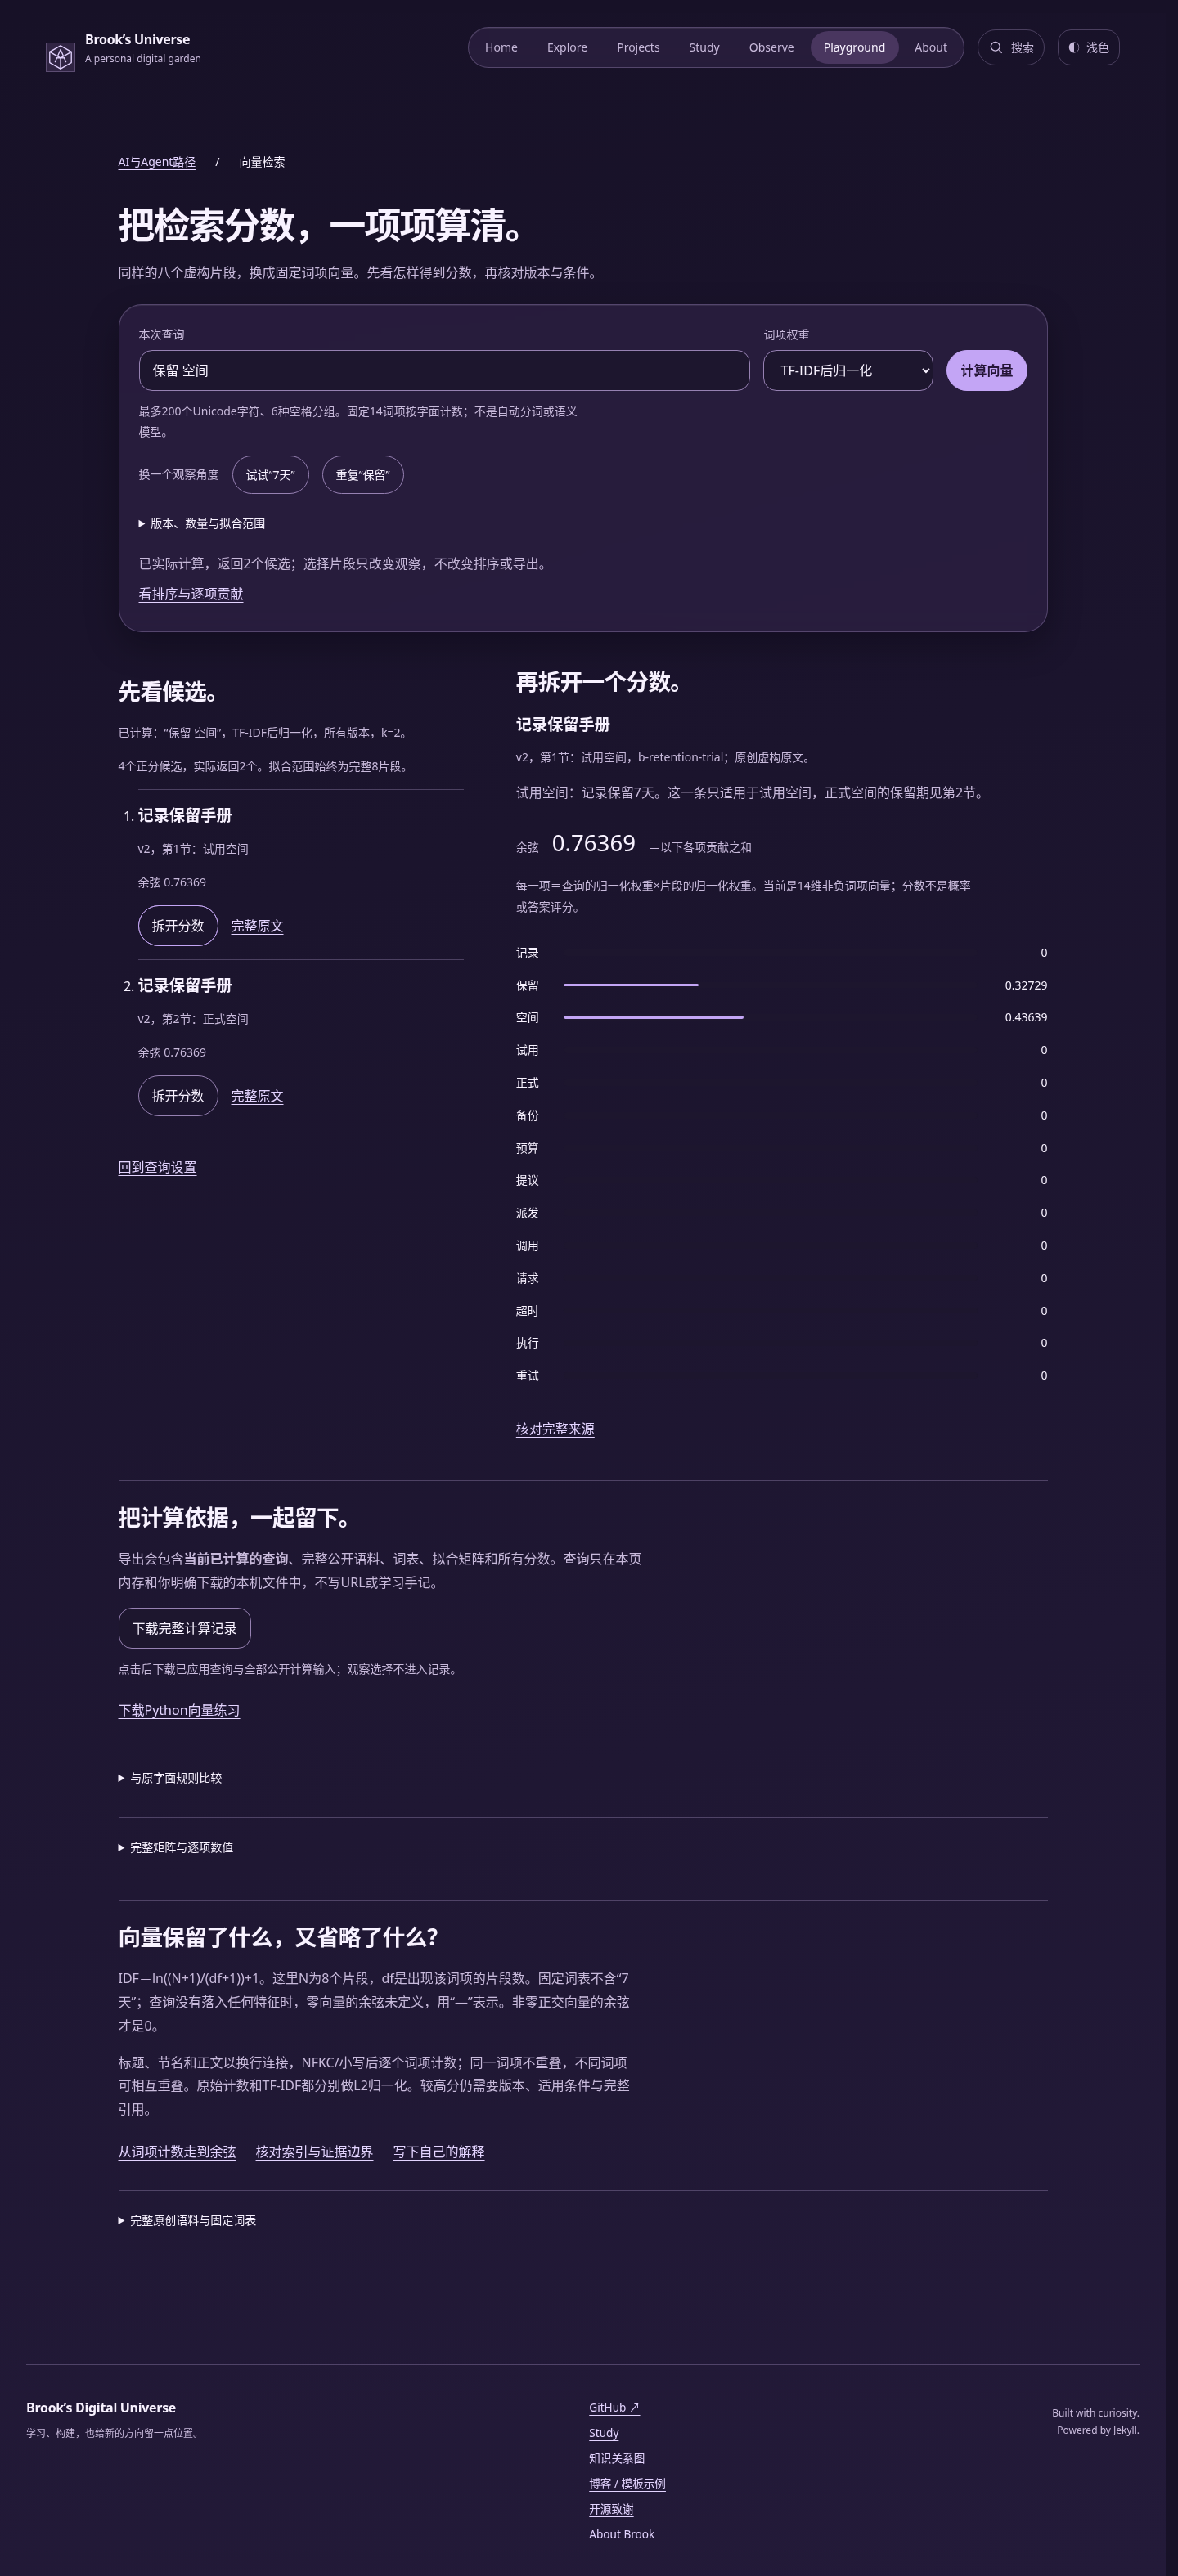 Brook’s Universe
A personal digital garden
Home Explore Projects Study Observe Playground About
搜索
浅色
AI与Agent路径 / 向量检索
把检索分数，一项项算清。
同样的八个虚构片段，换成固定词项向量。先看怎样得到分数，再核对版本与条件。
本次查询
词项权重
保留 空间
TF-IDF后归一化
计算向量
最多200个Unicode字符、6种空格分组。固定14词项按字面计数；不是自动分词或语义
模型。
换一个观察角度
试试“7天”
重复“保留”
版本、数量与拟合范围
已实际计算，返回2个候选；选择片段只改变观察，不改变排序或导出。
看排序与逐项贡献
先看候选。
已计算：“保留 空间”，TF-IDF后归一化，所有版本，k=2。
4个正分候选，实际返回2个。拟合范围始终为完整8片段。
1. 记录保留手册
v2，第1节：试用空间
余弦 0.76369
拆开分数 完整原文
2. 记录保留手册
v2，第2节：正式空间
余弦 0.76369
拆开分数 完整原文
回到查询设置
再拆开一个分数。
记录保留手册
v2，第1节：试用空间，b-retention-trial；原创虚构原文。
试用空间：记录保留7天。这一条只适用于试用空间，正式空间的保留期见第2节。
余弦 0.76369 ＝以下各项贡献之和
每一项＝查询的归一化权重×片段的归一化权重。当前是14维非负词项向量；分数不是概率
或答案评分。
记录 0
保留 0.32729
空间 0.43639
试用 0
正式 0
备份 0
预算 0
提议 0
派发 0
调用 0
请求 0
超时 0
执行 0
重试 0
核对完整来源
把计算依据，一起留下。
导出会包含当前已计算的查询、完整公开语料、词表、拟合矩阵和所有分数。查询只在本页
内存和你明确下载的本机文件中，不写URL或学习手记。
下载完整计算记录
点击后下载已应用查询与全部公开计算输入；观察选择不进入记录。
下载Python向量练习
与原字面规则比较
完整矩阵与逐项数值
向量保留了什么，又省略了什么？
IDF＝ln((N+1)/(df+1))+1。这里N为8个片段，df是出现该词项的片段数。固定词表不含“7
天”；查询没有落入任何特征时，零向量的余弦未定义，用“—”表示。非零正交向量的余弦
才是0。
标题、节名和正文以换行连接，NFKC/小写后逐个词项计数；同一词项不重叠，不同词项
可相互重叠。原始计数和TF-IDF都分别做L2归一化。较高分仍需要版本、适用条件与完整
引用。
从词项计数走到余弦 核对索引与证据边界 写下自己的解释
完整原创语料与固定词表
Brook’s Digital Universe
学习、构建，也给新的方向留一点位置。
GitHub ↗
Study
知识关系图
博客 / 模板示例
开源致谢
About Brook
Built with curiosity.
Powered by Jekyll.